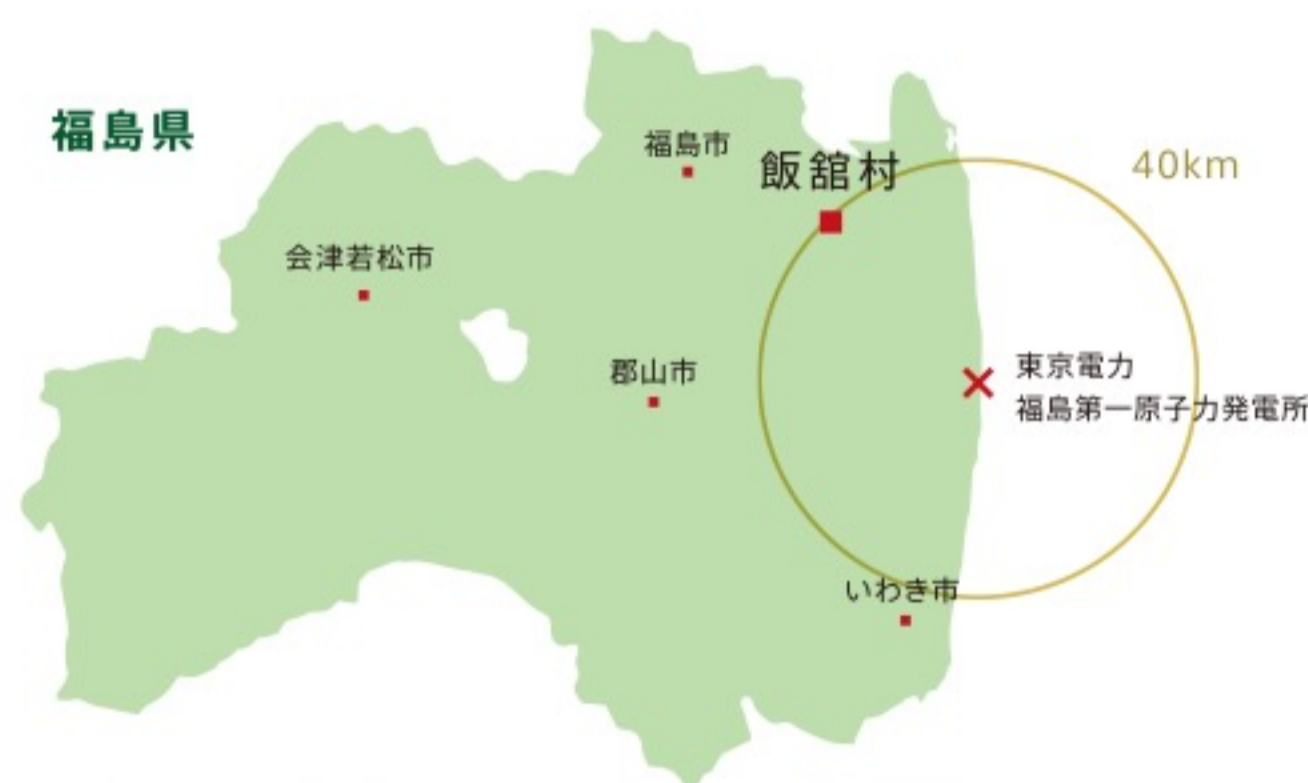 福島県
福島市
飯舘村
40km
会津若松市
郡山市
東京電力
福島第一原子力発電所
いわき市